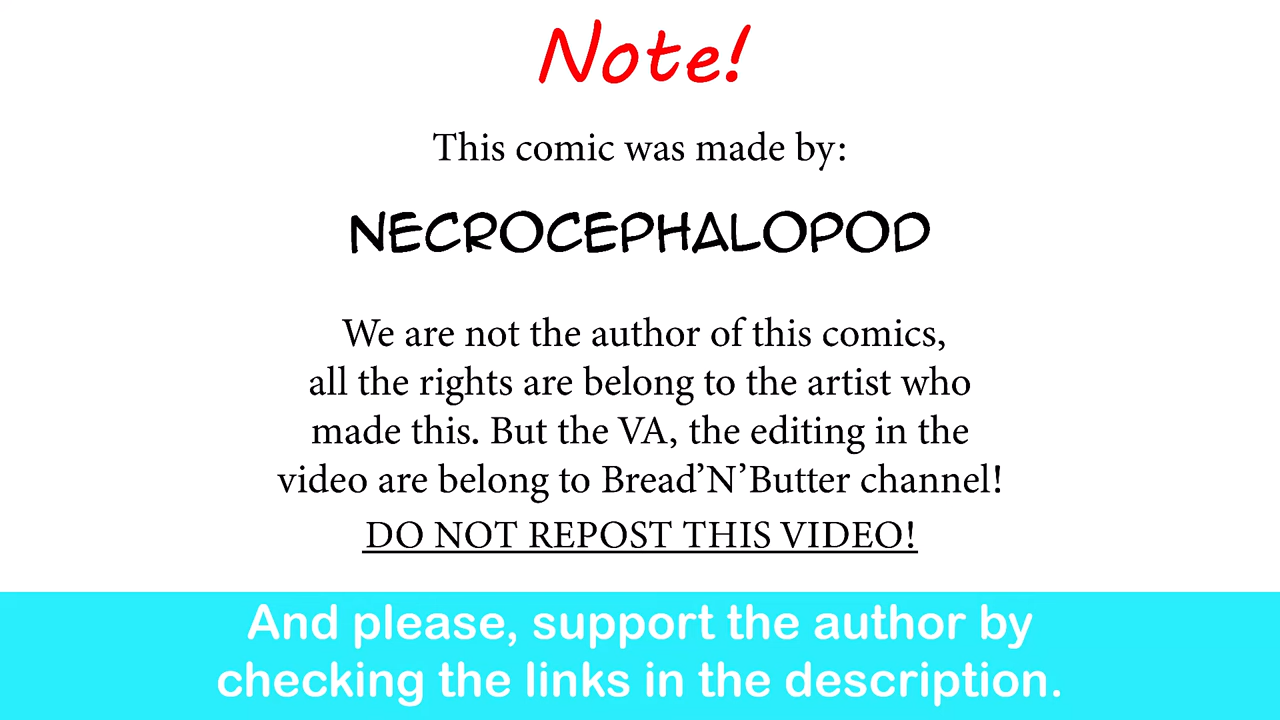 Note!
This comic was made by:
NECROCEPHALOPOD
We are not the author of this comics,
all the rights are belong to the artist who
made this. But the VA, the editing in the
video are belong to Bread’N’Butter channel!
DO NOT REPOST THIS VIDEO!
And please, support the author by
checking the links in the description.